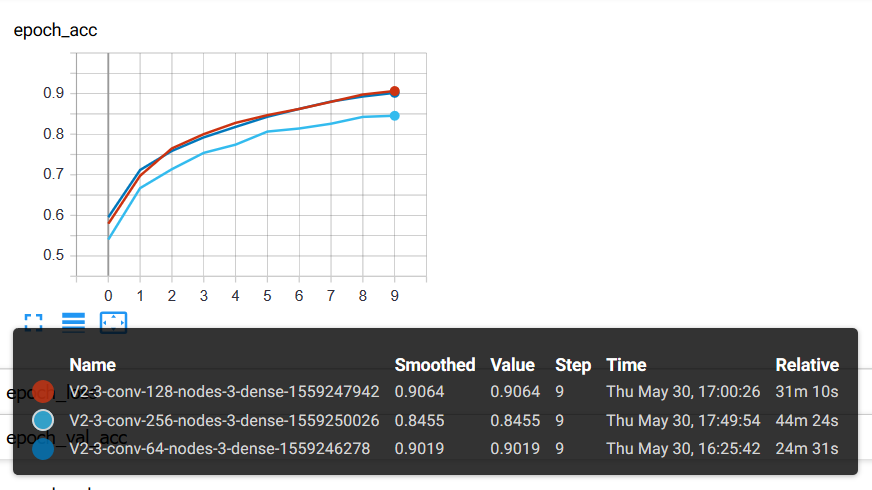 epoch_acc
0.9
0.8
0.7
0.6
0.5
0 1 2 3 4 5 6 7 8 9
Name Smoothed Value Step Time Relative
V2-3-conv-128-nodes-3-dense-1559247942 0.9064 0.9064 9 Thu May 30, 17:00:26 31m 10s
V2-3-conv-256-nodes-3-dense-1559250026 0.8455 0.8455 9 Thu May 30, 17:49:54 44m 24s
epoch_val_acc
V2-3-conv-64-nodes-3-dense-1559246278 0.9019 0.9019 9 Thu May 30, 16:25:42 24m 31s